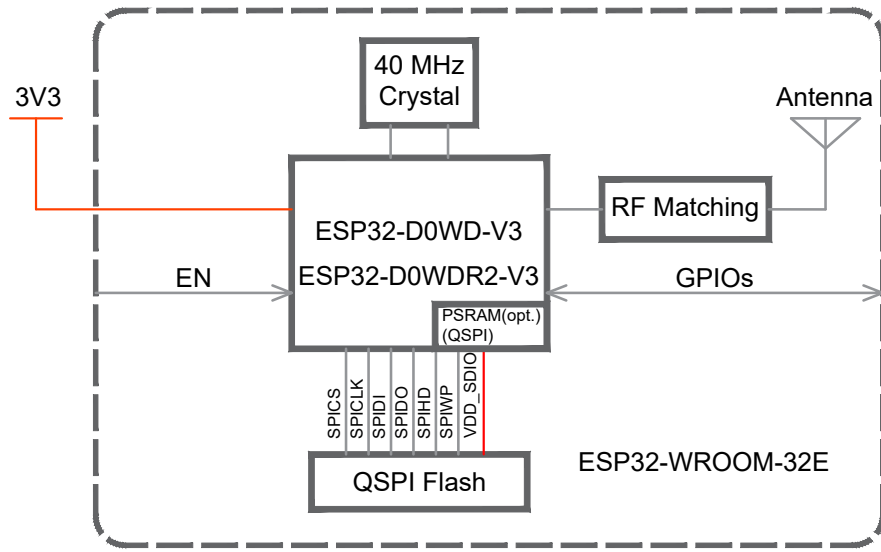 40 MHz
Crystal
3V3
Antenna
RF Matching
ESP32-D0WD-V3
ESP32-D0WDR2-V3
EN
GPIOs
PSRAM(opt.)
(QSPI)
SPICS
SPICLK
SPIDI
SPIDO
SPIHD
SPIWP
VDD_SDIO
QSPI Flash
ESP32-WROOM-32E